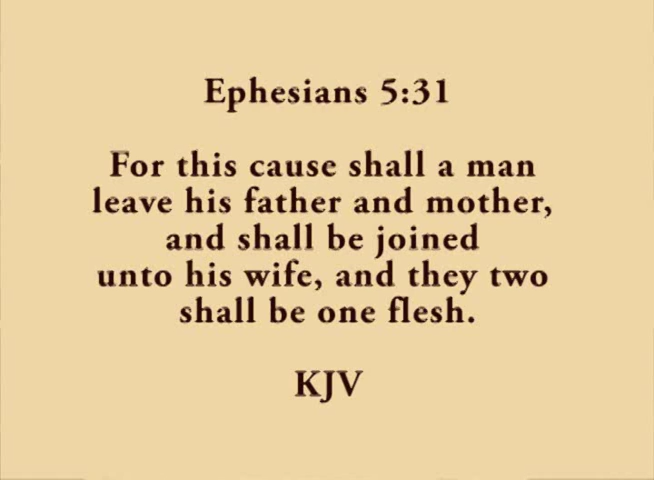 Ephesians 5:31
For this cause shall a man
leave his father and mother,
and shall be joined
unto his wife, and they two
shall be one flesh.
KJV